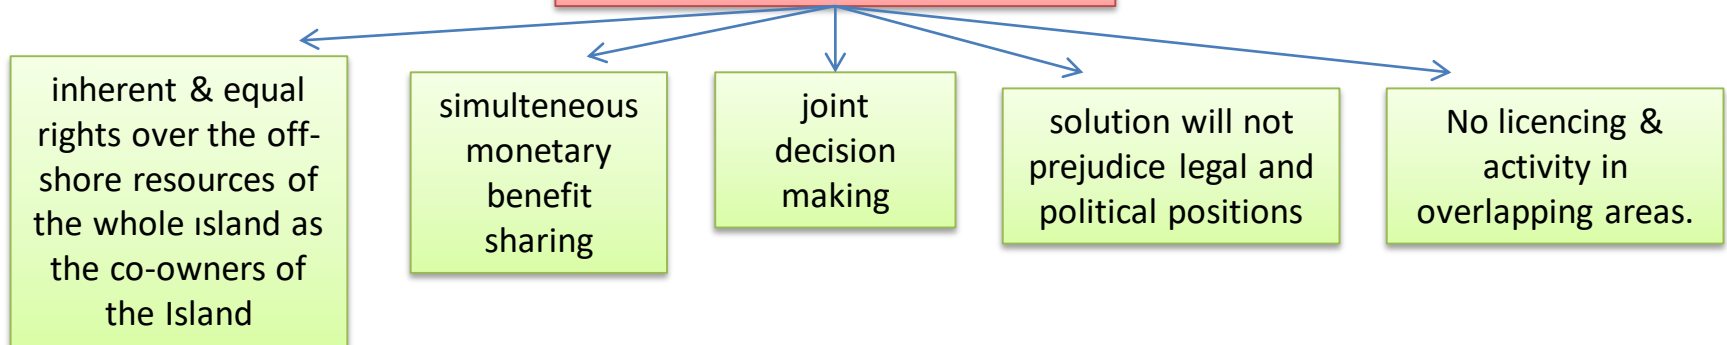 inherent & equal
rights over the off-
shore resources of
the whole ısland as
the co-owners of
the Island
simulteneous
monetary
benefit
sharing
joint
decision
making
solution will not
prejudice legal and
political positions
No licencing &
activity in
overlapping areas.